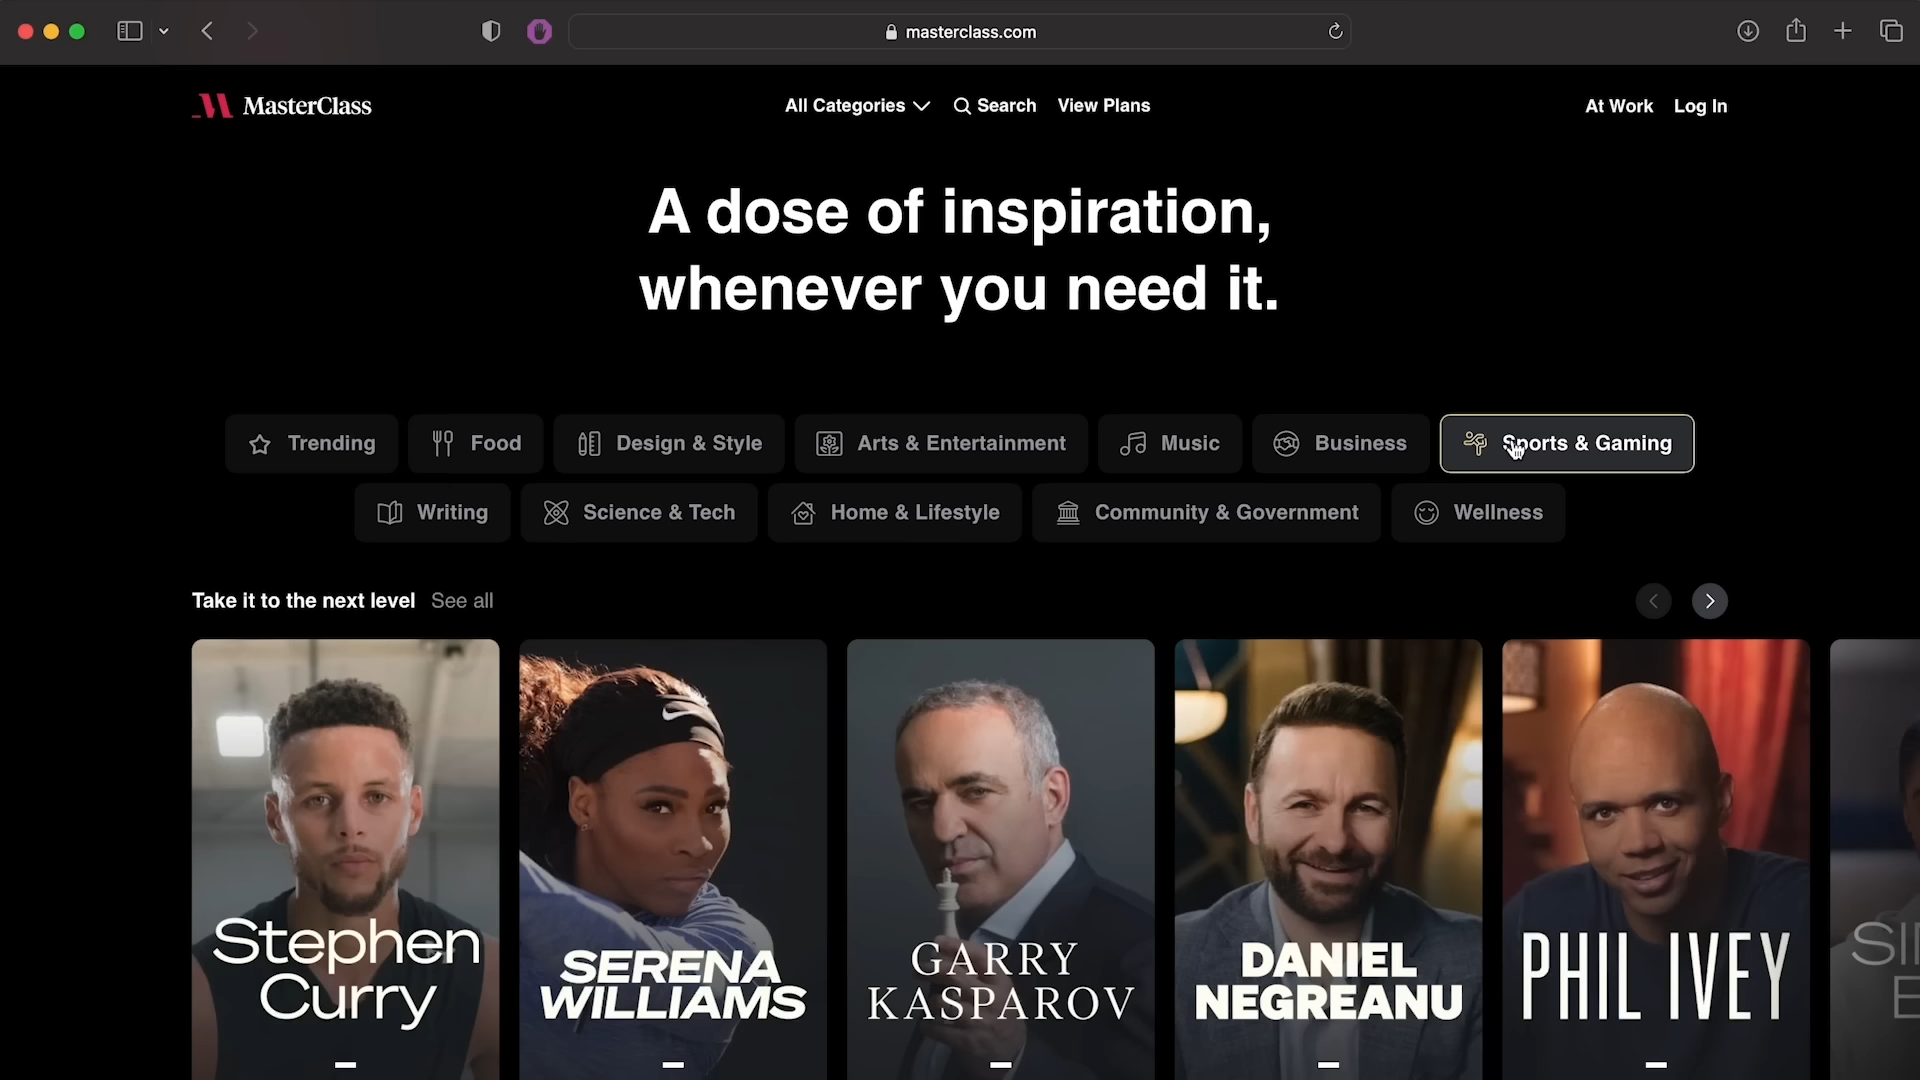 masterclass.com
MasterClass
All Categories
Search
View Plans
At Work
Log In
A dose of inspiration,
whenever you need it.
Trending
Food
Design & Style
Arts & Entertainment
Music
Business
Sports & Gaming
Writing
Science & Tech
Home & Lifestyle
Community & Government
Wellness
Take it to the next level
See all
Stephen
Curry
SERENA
WILLIAMS
GARRY
KASPAROV
DANIEL
NEGREANU
PHIL IVEY